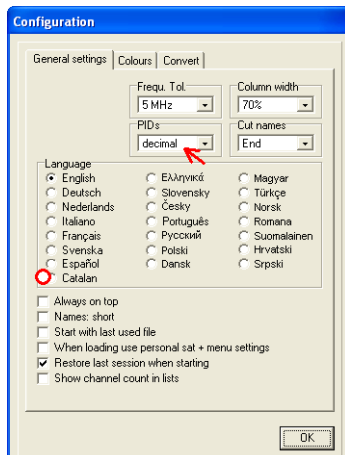 Configuration
General settings Colours Convert
Frequ. Tol. Column width
5 MHz 70%
PIDs Cut names
decimal End
Language
English Ελληνικά Magyar
Deutsch Slovensky Türkçe
Nederlands Česky Norsk
Italiano Português Romana
Français Русский Suomalainen
Svenska Polski Hrvatski
Español Dansk Srpski
Catalan
Always on top
Names: short
Start with last used file
When loading use personal sat + menu settings
Restore last session when starting
Show channel count in lists
OK